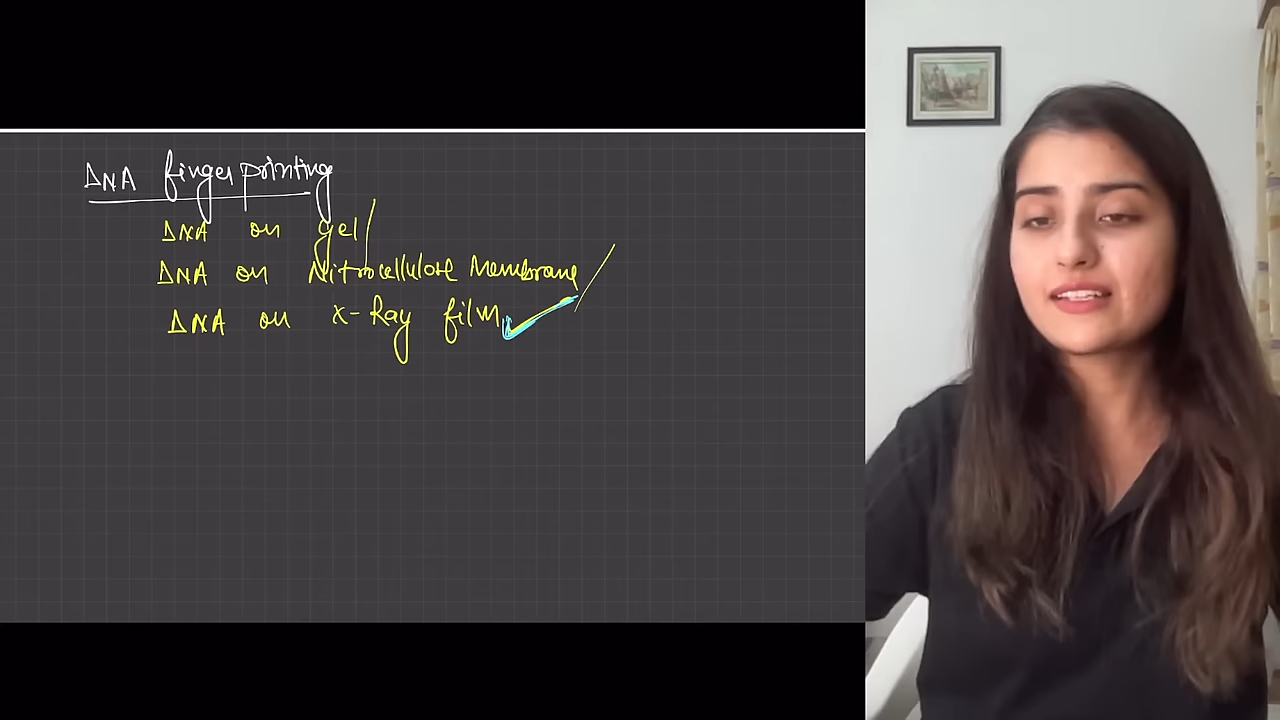 DNA fingerprinting
DNA on gel
DNA on Nitrocellulose Membrane
DNA on X-Ray film